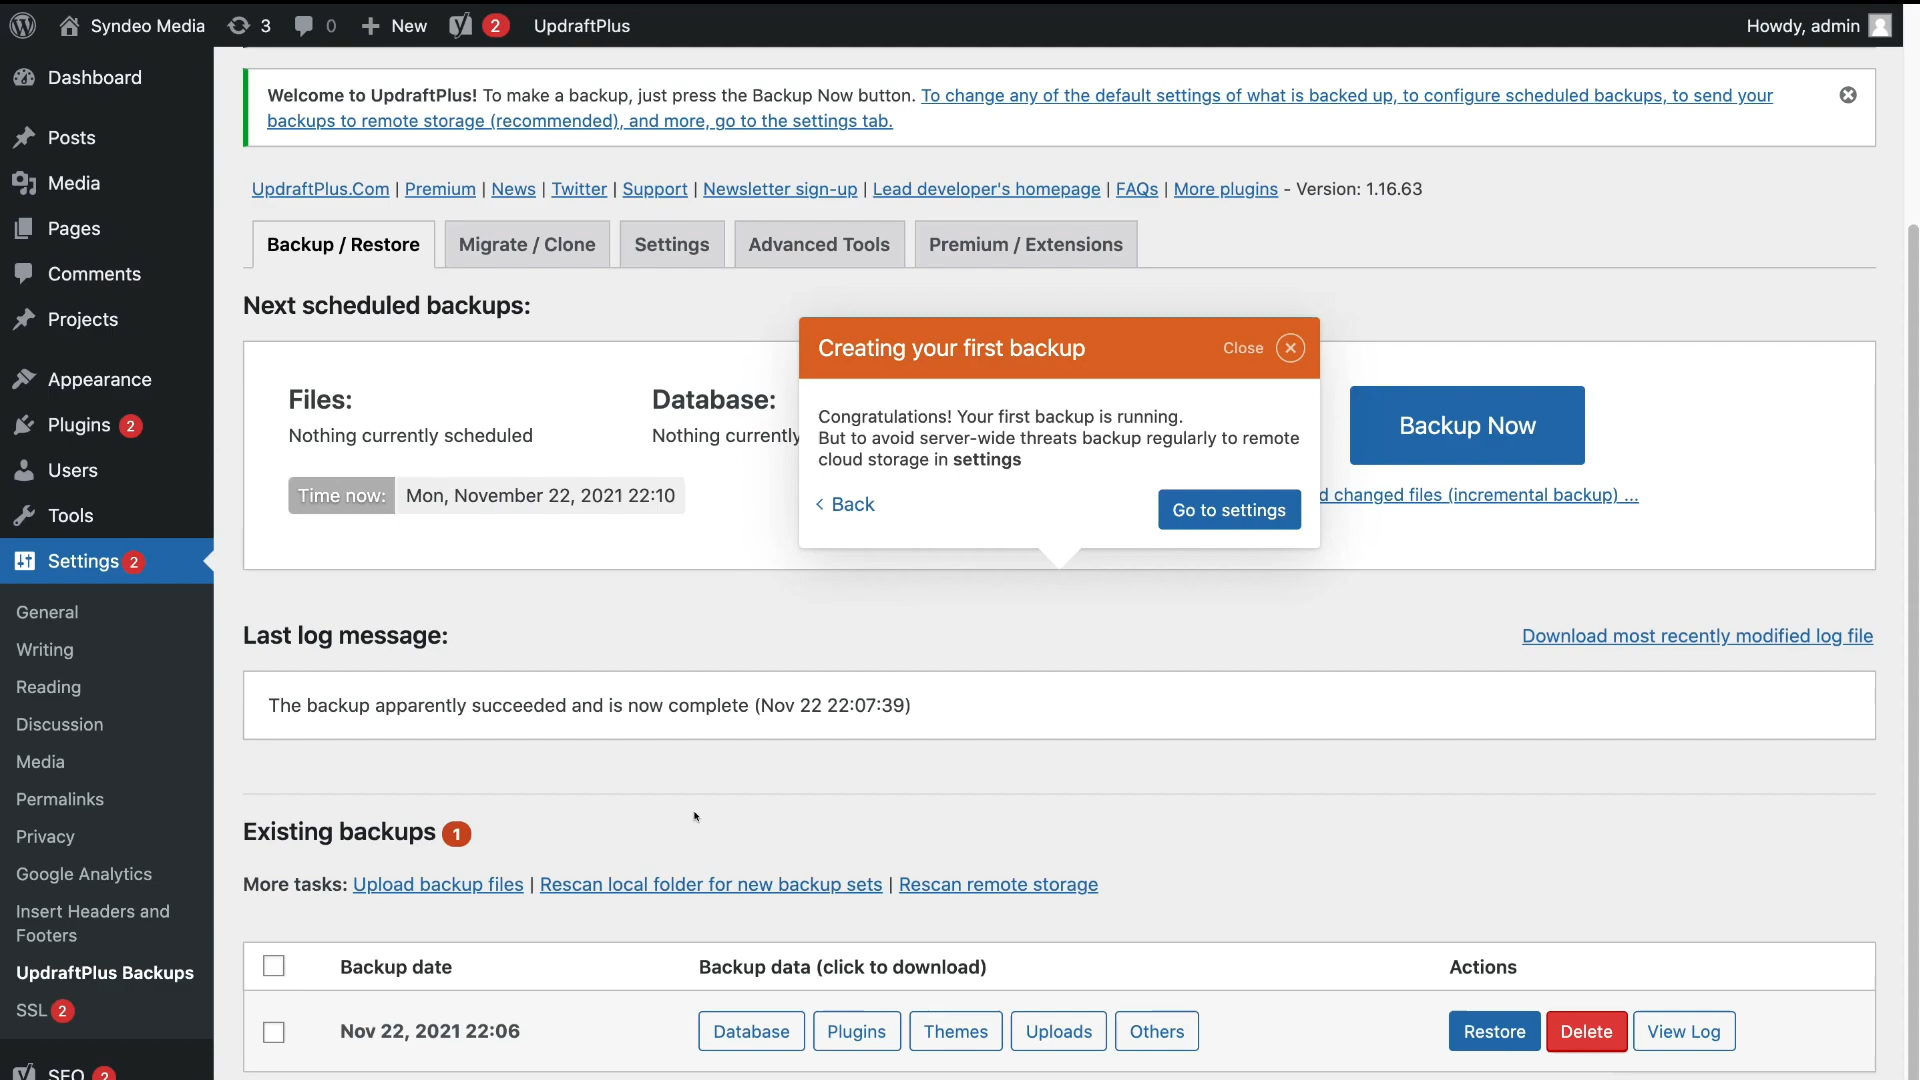 Syndeo Media 3 0 New 2 UpdraftPlus Howdy, admin
Dashboard
Posts
Media
Pages
Comments
Projects
Appearance
Plugins 2
Users
Tools
Settings 2
General
Writing
Reading
Discussion
Media
Permalinks
Privacy
Google Analytics
Insert Headers and
Footers
UpdraftPlus Backups
SSL 2
SEO 2
Welcome to UpdraftPlus! To make a backup, just press the Backup Now button. To change any of the default settings of what is backed up, to configure scheduled backups, to send your
backups to remote storage (recommended), and more, go to the settings tab.
UpdraftPlus.Com | Premium | News | Twitter | Support | Newsletter sign-up | Lead developer's homepage | FAQs | More plugins - Version: 1.16.63
Backup / Restore Migrate / Clone Settings Advanced Tools Premium / Extensions
Next scheduled backups:
Files:
Nothing currently scheduled
Database:
Nothing currently
Time now: Mon, November 22, 2021 22:10
Creating your first backup Close
Congratulations! Your first backup is running.
But to avoid server-wide threats backup regularly to remote
cloud storage in settings
< Back Go to settings
Backup Now
d changed files (incremental backup) ...
Last log message: Download most recently modified log file
The backup apparently succeeded and is now complete (Nov 22 22:07:39)
Existing backups 1
More tasks: Upload backup files | Rescan local folder for new backup sets | Rescan remote storage
Backup date Backup data (click to download) Actions
Nov 22, 2021 22:06 Database Plugins Themes Uploads Others Restore Delete View Log